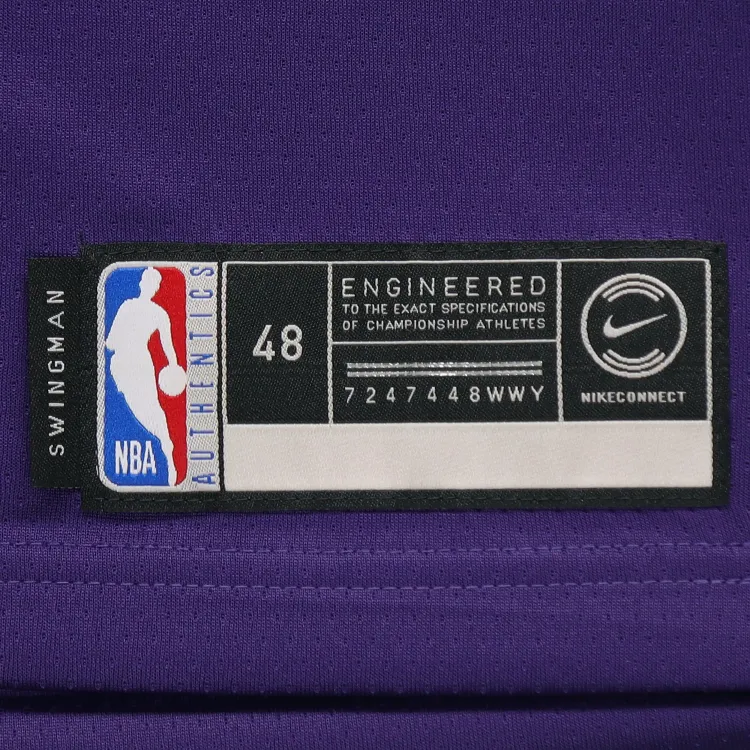 SWINGMAN
NBA
AUTHENTICS
48
ENGINEERED
TO THE EXACT SPECIFICATIONS
OF CHAMPIONSHIP ATHLETES
7247448WWY
NIKECONNECT